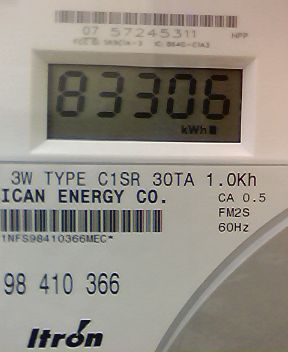 07 57245311 NPP
83306
kWh
3W TYPE C1SR 30TA 1.0Kh
ICAN ENERGY CO. CA 0.5
FM2S
60Hz
1NFS98410366MEC*
98 410 366
Itron